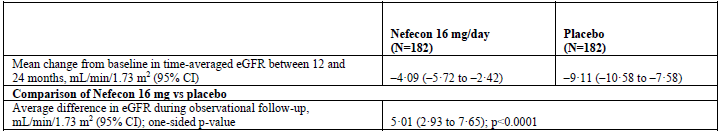 Nefecon 16 mg/day
(N=182)
Placebo
(N=182)
Mean change from baseline in time-averaged eGFR between 12 and
24 months, mL/min/1.73 m² (95% CI)
–4·09 (–5·72 to –2·42)
–9·11 (–10·58 to –7·58)
Comparison of Nefecon 16 mg vs placebo
Average difference in eGFR during observational follow-up,
mL/min/1.73 m² (95% CI); one-sided p-value
5·01 (2·93 to 7·65); p<0.0001